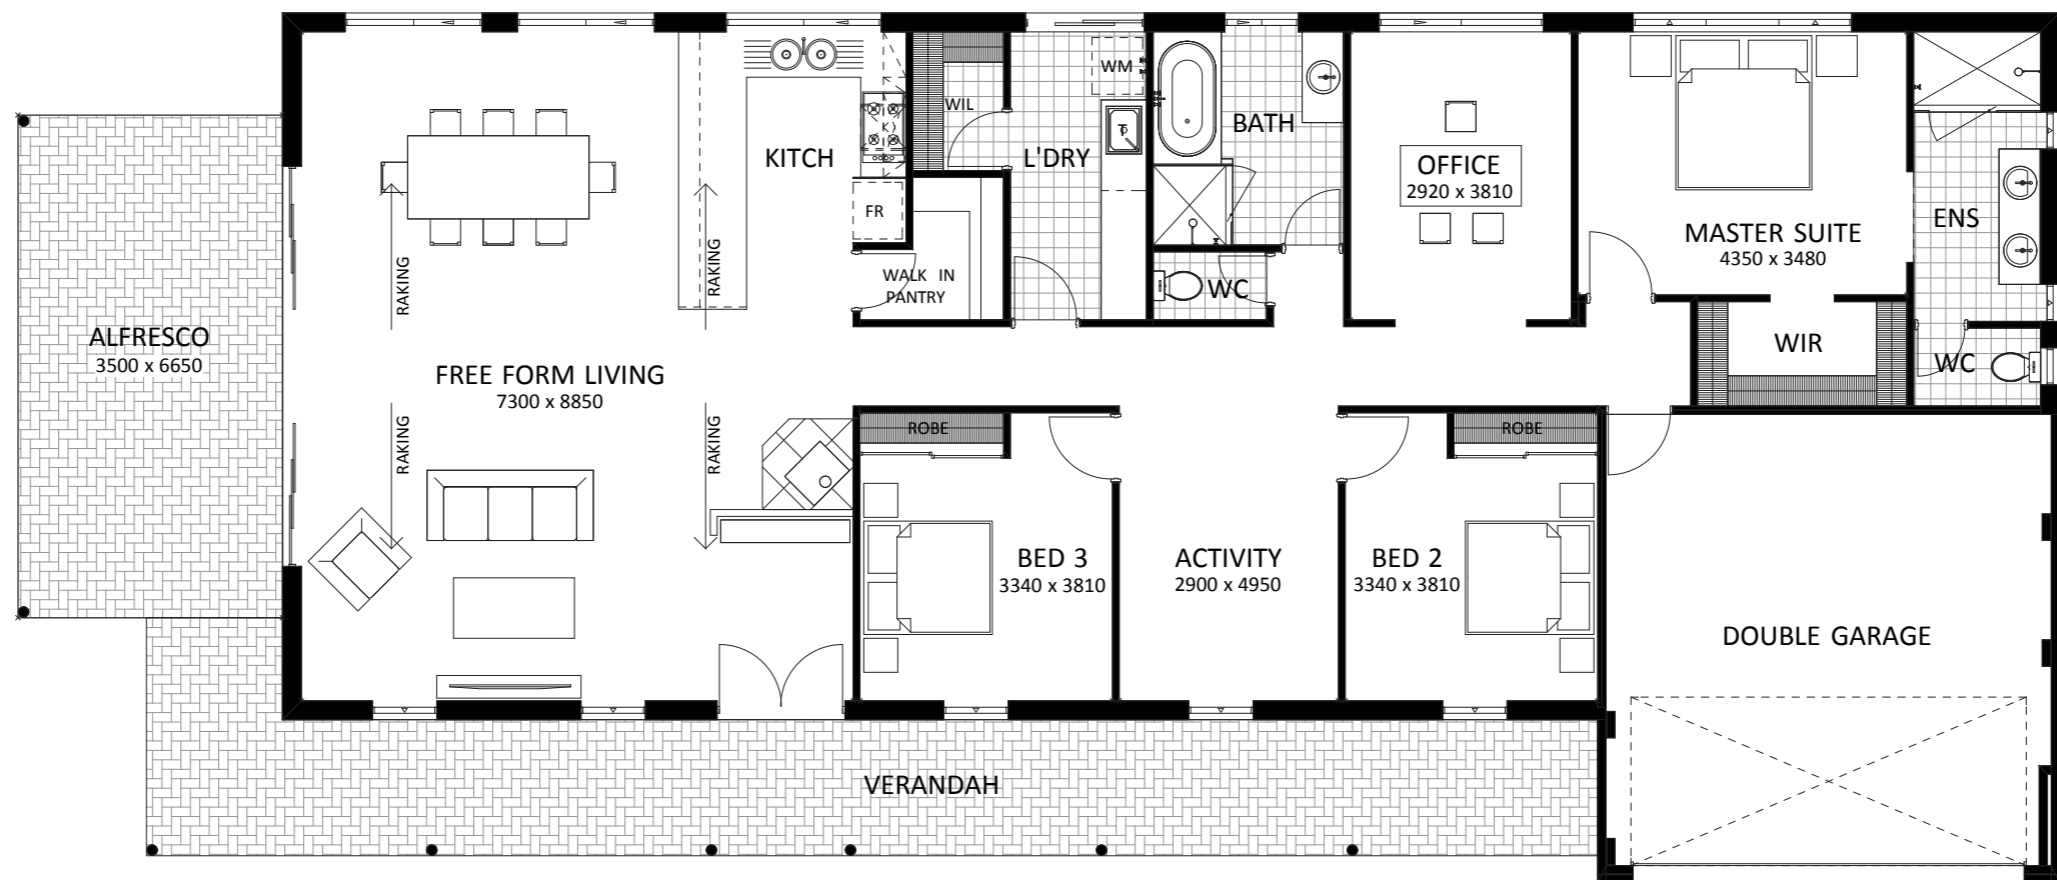 WIL
WM
KITCH
L'DRY
T
BATH
OFFICE
2920 x 3810
FR
WALK IN
PANTRY
WC
MASTER SUITE
4350 x 3480
ENS
RAKING
RAKING
ALFRESCO
3500 x 6650
FREE FORM LIVING
7300 x 8850
WIR
WC
RAKING
RAKING
ROBE
ROBE
BED 3
3340 x 3810
ACTIVITY
2900 x 4950
BED 2
3340 x 3810
DOUBLE GARAGE
VERANDAH